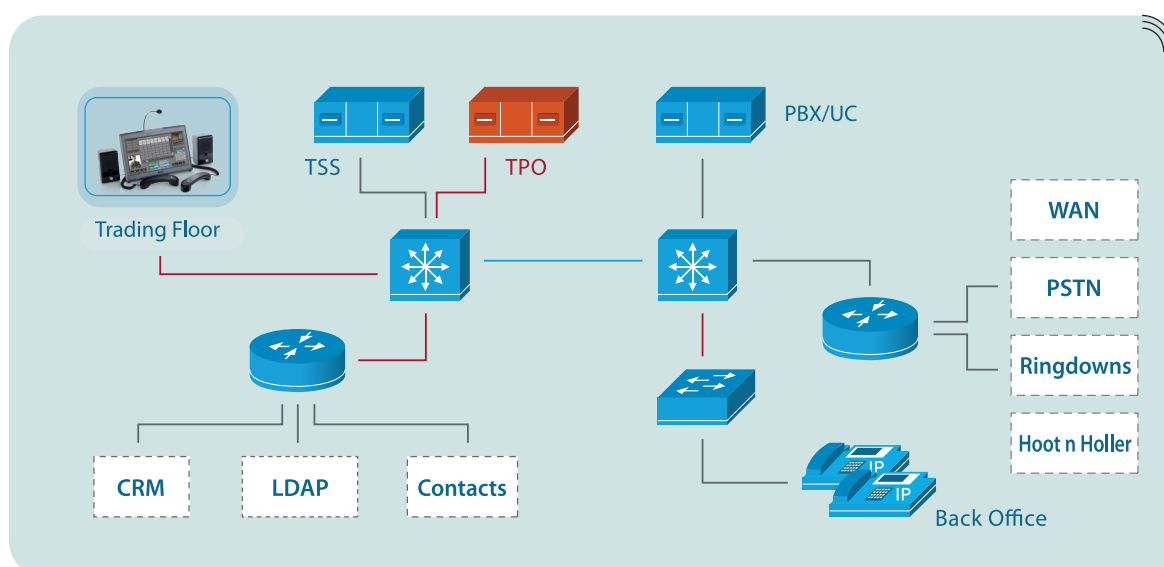 TSS
TPO
PBX/UC
Trading Floor
WAN
PSTN
Ringdowns
Hoot n Holler
CRM
LDAP
Contacts
IP
IP
Back Office